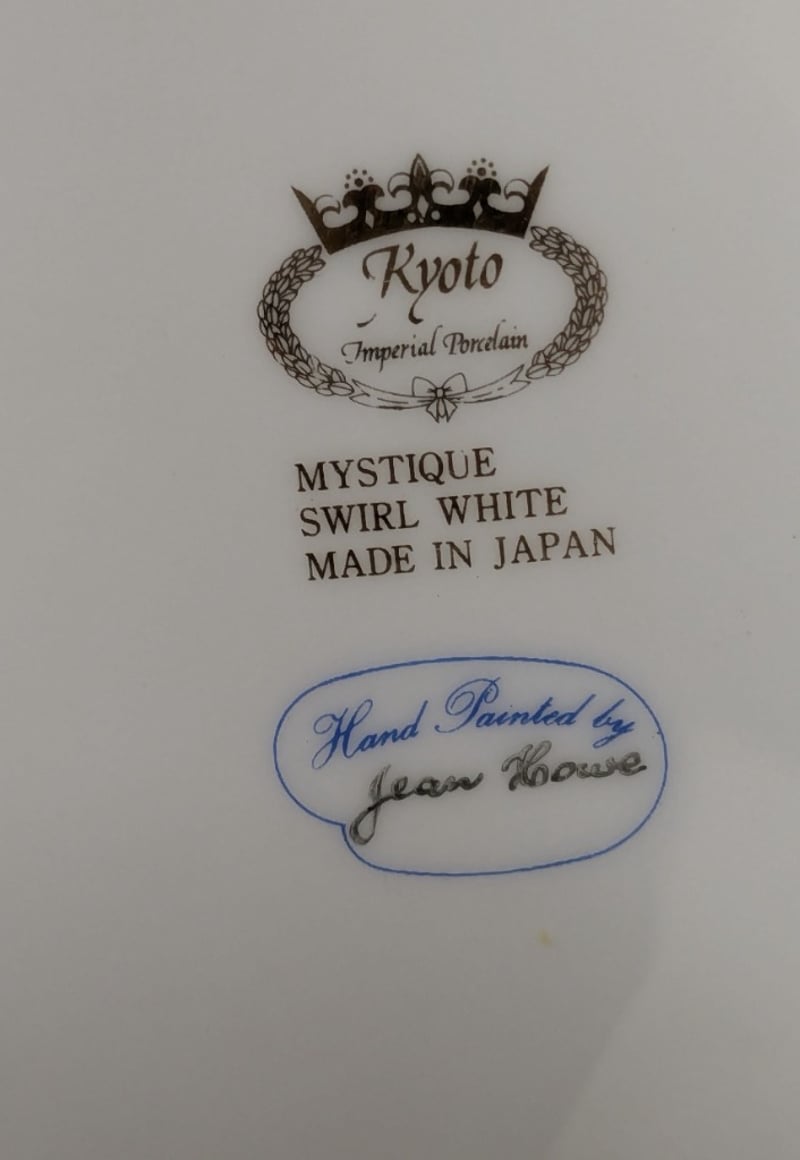 Kyoto
Imperial Porcelain
MYSTIQUE
SWIRL WHITE
MADE IN JAPAN
Hand Painted by
Jean Howe